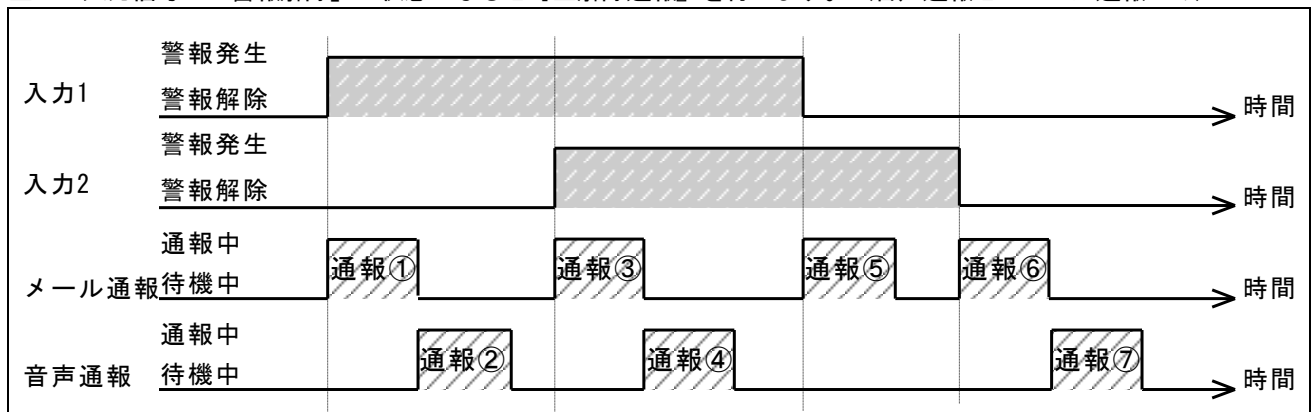 警報発生
入力1
警報解除
時間
警報発生
入力2
警報解除
時間
通報中
通報① 通報③ 通報⑤ 通報⑥
メール通報 待機中
時間
通報中
通報② 通報④ 通報⑦
音声通報 待機中
時間